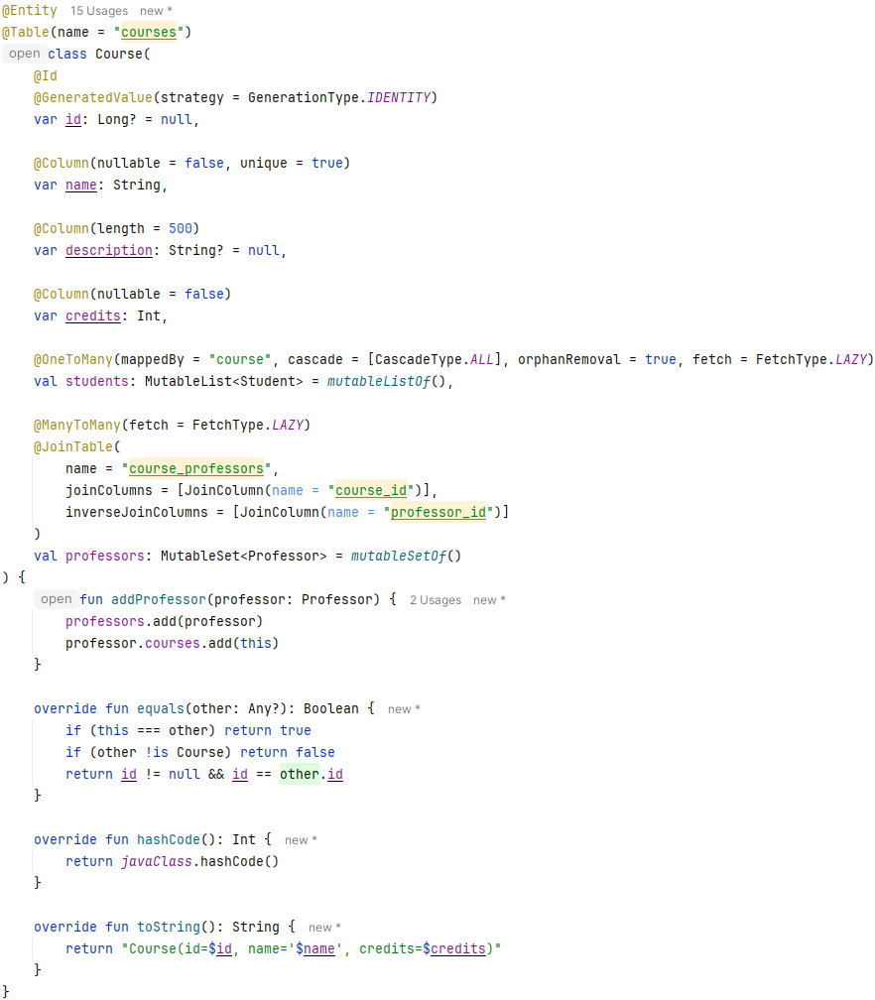 @Entity 15 Usages new *
@Table(name = "courses")
open class Course(
    @Id
    @GeneratedValue(strategy = GenerationType.IDENTITY)
    var id: Long? = null,

    @Column(nullable = false, unique = true)
    var name: String,

    @Column(length = 500)
    var description: String? = null,

    @Column(nullable = false)
    var credits: Int,

    @OneToMany(mappedBy = "course", cascade = [CascadeType.ALL], orphanRemoval = true, fetch = FetchType.LAZY)
    val students: MutableList<Student> = mutableListOf(),

    @ManyToMany(fetch = FetchType.LAZY)
    @JoinTable(
        name = "course_professors",
        joinColumns = [JoinColumn(name = "course_id")],
        inverseJoinColumns = [JoinColumn(name = "professor_id")]
    )
    val professors: MutableSet<Professor> = mutableSetOf()
) {
    open fun addProfessor(professor: Professor) { 2 Usages new *
        professors.add(professor)
        professor.courses.add(this)
    }

    override fun equals(other: Any?): Boolean { new *
        if (this === other) return true
        if (other !is Course) return false
        return id != null && id == other.id
    }

    override fun hashCode(): Int { new *
        return javaClass.hashCode()
    }

    override fun toString(): String { new *
        return "Course(id=$id, name='$name', credits=$credits)"
    }
}